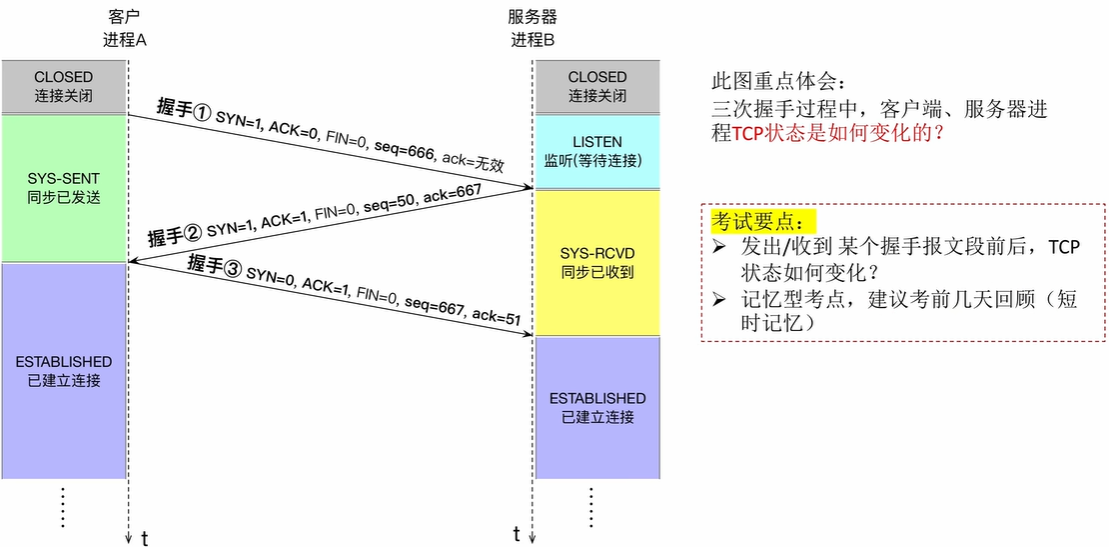 客户
进程A
服务器
进程B
CLOSED
连接关闭
CLOSED
连接关闭
握手① SYN=1, ACK=0, FIN=0, seq=666, ack=无效
LISTEN
监听(等待连接)
SYS-SENT
同步已发送
握手② SYN=1, ACK=1, FIN=0, seq=50, ack=667
SYS-RCVD
同步已收到
握手③ SYN=0, ACK=1, FIN=0, seq=667, ack=51
ESTABLISHED
已建立连接
ESTABLISHED
已建立连接
t
t
此图重点体会：
三次握手过程中，客户端、服务器进
程TCP状态是如何变化的？
考试要点：
➢ 发出/收到 某个握手报文段前后，TCP
状态如何变化？
➢ 记忆型考点，建议考前几天回顾（短
时记忆）